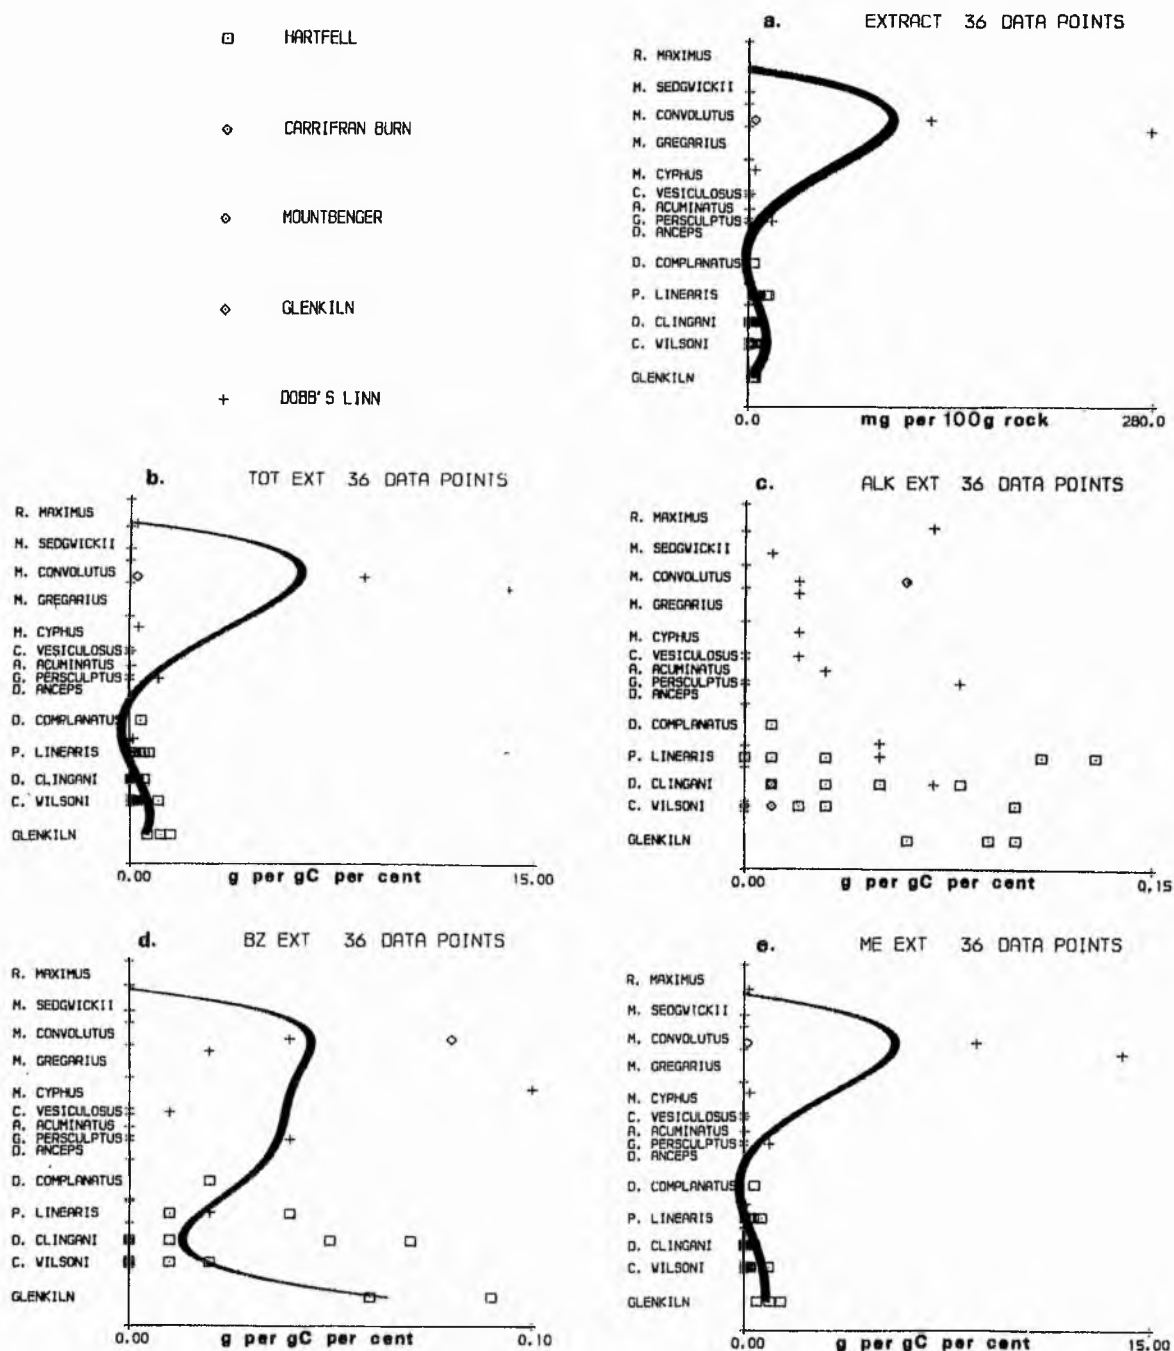 HARTFELL
CARRIFRAN BURN
MOUNTBENGER
GLENKILN
DOBB'S LINN
a. EXTRACT 36 DATA POINTS
R. MAXIMUS
M. SEDGWICKII
M. CONVOLUTUS
M. GREGARIUS
M. CYPHUS
C. VESICULOSUS
A. ACUMINATUS
G. PERSCULPTUS
D. ANCEPS
D. COMPLANATUS
P. LINEARIS
D. CLINGANI
C. WILSONI
GLENKILN
0.0 mg per 100g rock 280.0
b. TOT EXT 36 DATA POINTS
R. MAXIMUS
M. SEDGWICKII
M. CONVOLUTUS
M. GREGARIUS
M. CYPHUS
C. VESICULOSUS
A. ACUMINATUS
G. PERSCULPTUS
D. ANCEPS
D. COMPLANATUS
P. LINEARIS
D. CLINGANI
C. WILSONI
GLENKILN
0.00 g per gC per cent 15.00
c. ALK EXT 36 DATA POINTS
R. MAXIMUS
M. SEDGWICKII
M. CONVOLUTUS
M. GREGARIUS
M. CYPHUS
C. VESICULOSUS
A. ACUMINATUS
G. PERSCULPTUS
D. ANCEPS
D. COMPLANATUS
P. LINEARIS
D. CLINGANI
C. WILSONI
GLENKILN
0.00 g per gC per cent 0.15
d. BZ EXT 36 DATA POINTS
R. MAXIMUS
M. SEDGWICKII
M. CONVOLUTUS
M. GREGARIUS
M. CYPHUS
C. VESICULOSUS
A. ACUMINATUS
G. PERSCULPTUS
D. ANCEPS
D. COMPLANATUS
P. LINEARIS
D. CLINGANI
C. WILSONI
GLENKILN
0.00 g per gC per cent 0.10
e. ME EXT 36 DATA POINTS
R. MAXIMUS
M. SEDGWICKII
M. CONVOLUTUS
M. GREGARIUS
M. CYPHUS
C. VESICULOSUS
A. ACUMINATUS
G. PERSCULPTUS
D. ANCEPS
D. COMPLANATUS
P. LINEARIS
D. CLINGANI
C. WILSONI
GLENKILN
0.00 g per gC per cent 15.00